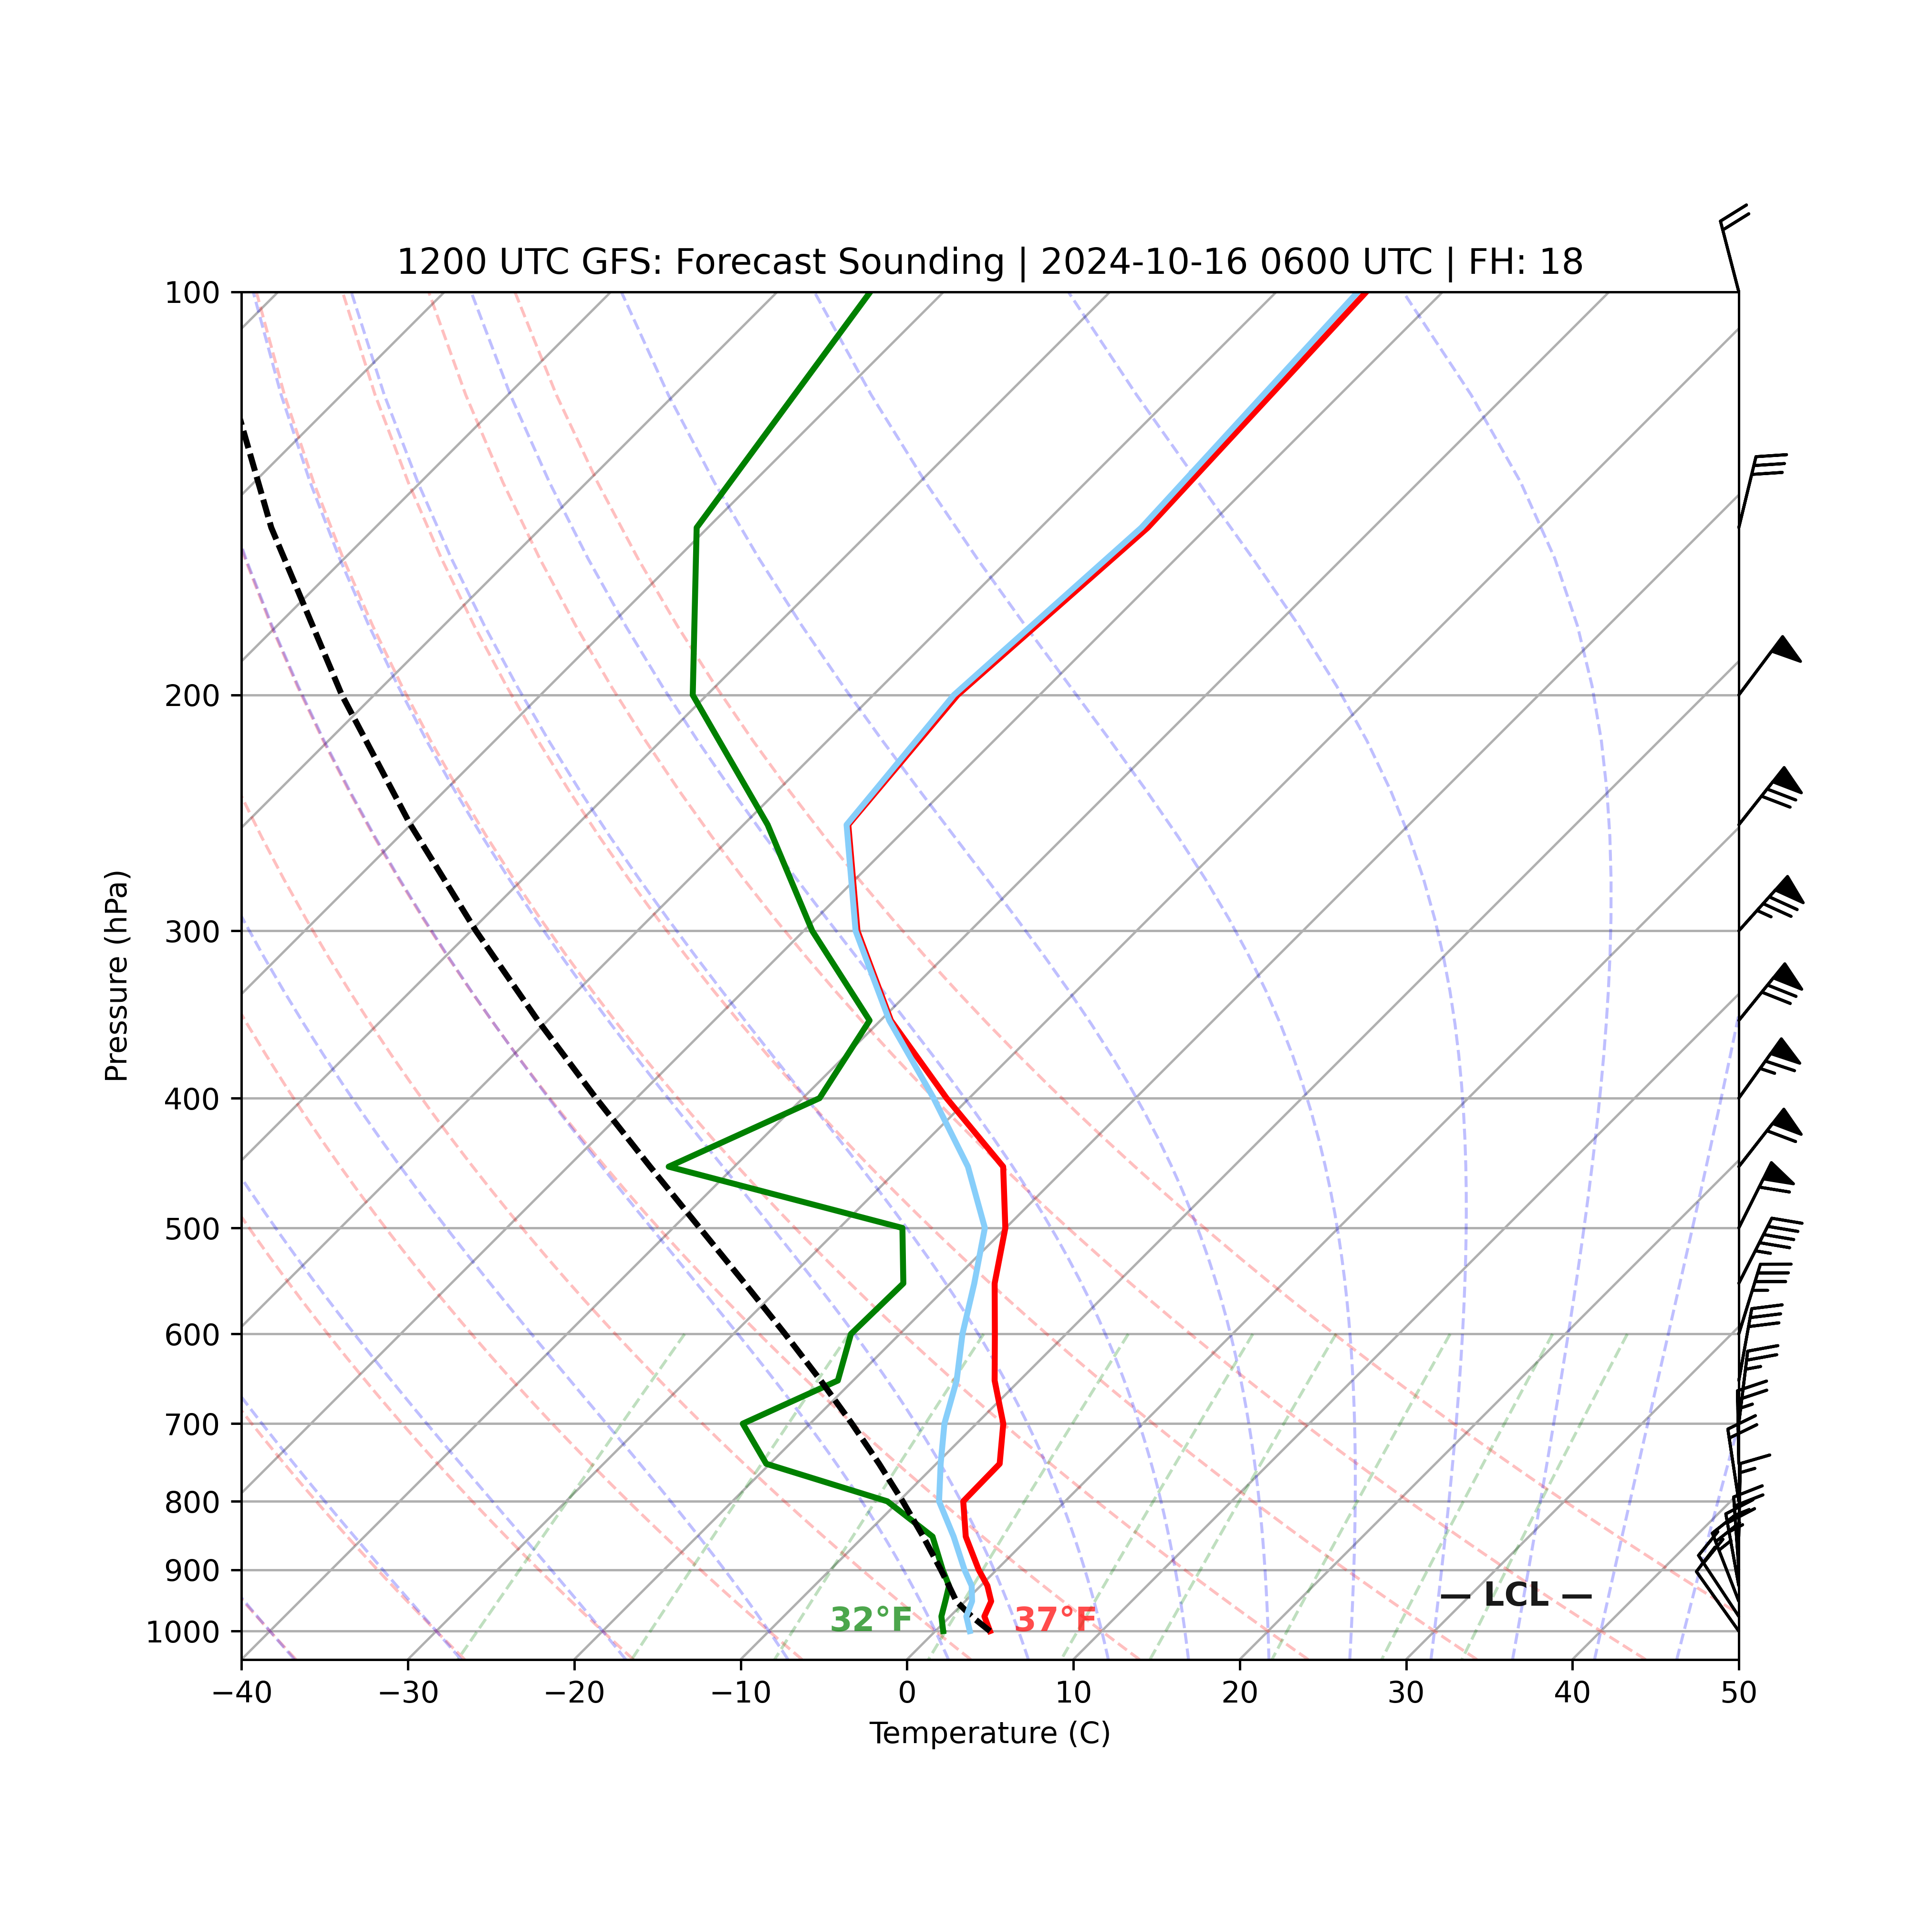 1200 UTC GFS: Forecast Sounding | 2024-10-16 0600 UTC | FH: 18
100
200
300
400
500
600
700
800
900
1000
Pressure (hPa)
— LCL —
32°F 37°F
−40 −30 −20 −10 0 10 20 30 40 50
Temperature (C)